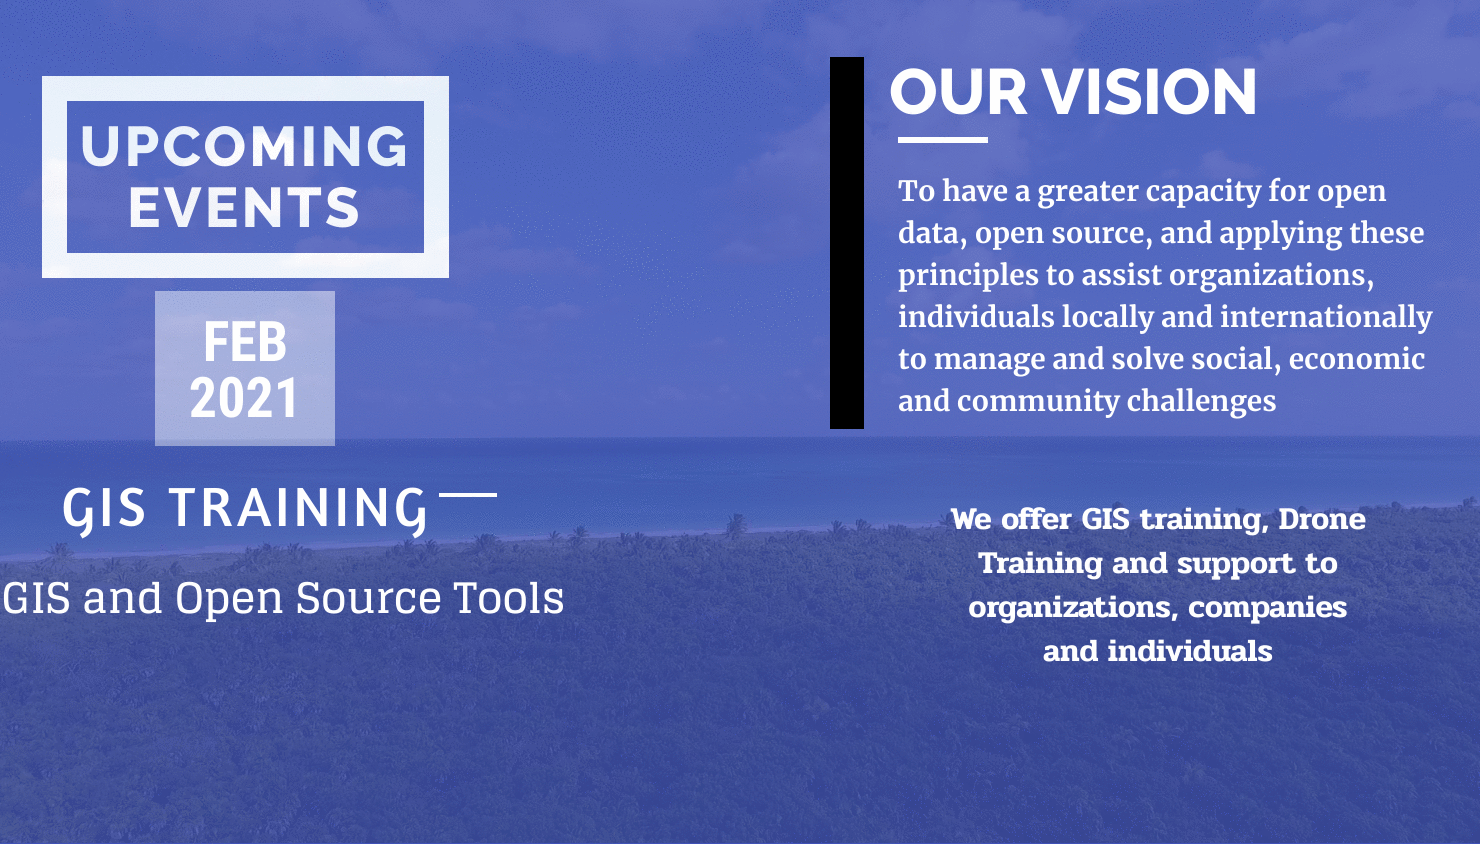 UPCOMING
EVENTS
FEB
2021
GIS TRAINING
GIS and Open Source Tools
OUR VISION
To have a greater capacity for open
data, open source, and applying these
principles to assist organizations,
individuals locally and internationally
to manage and solve social, economic
and community challenges
We offer GIS training, Drone
Training and support to
organizations, companies
and individuals